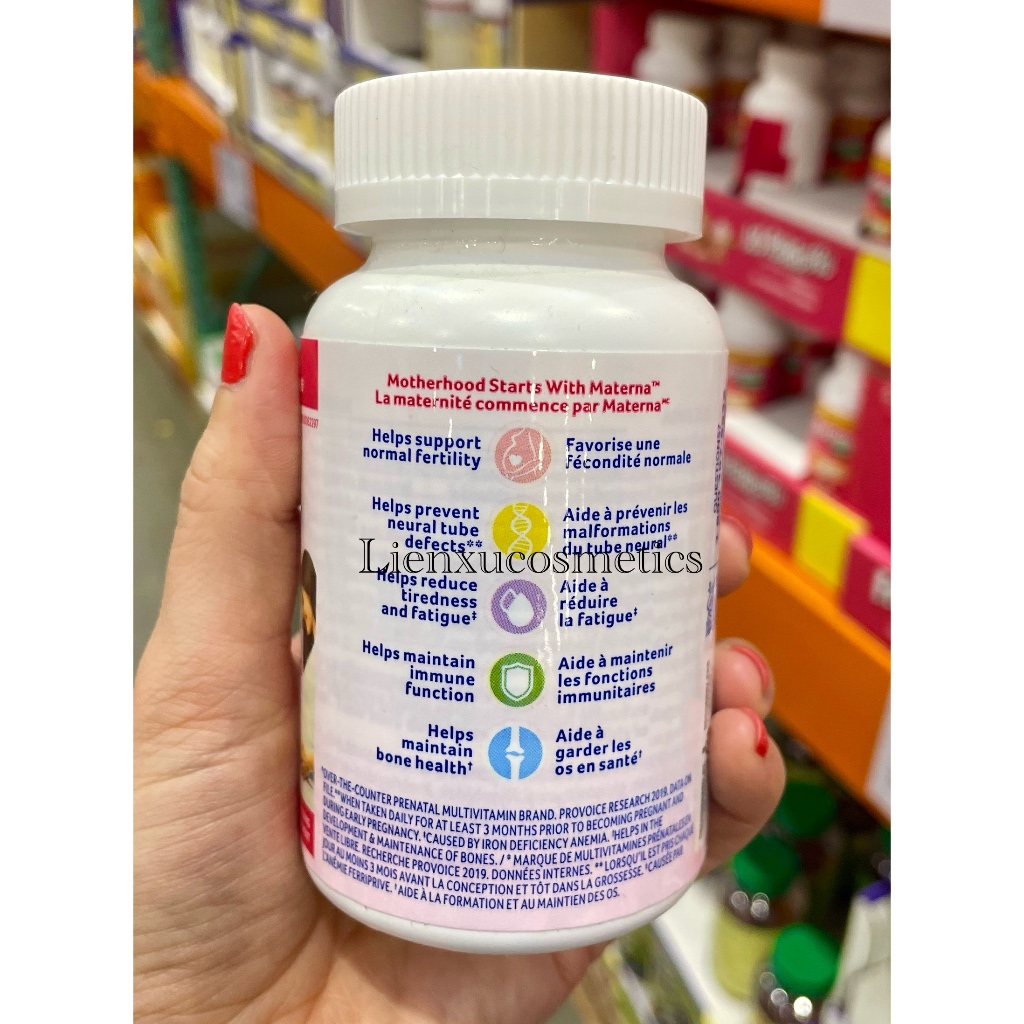 Motherhood Starts With Materna™
La maternité commence par Materna MC
Helps support
normal fertility
Favorise une
fécondité normale
Helps prevent
neural tube
defects**
Aide à prévenir les
malformations
du tube neural**
Lienxucosmetics
Helps reduce
tiredness
and fatigue‡
Aide à
réduire
la fatigue‡
Helps maintain
immune
function
Aide à maintenir
les fonctions
immunitaires
Helps
maintain
bone health†
Aide à
garder les
os en santé†
*OVER-THE-COUNTER PRENATAL MULTIVITAMIN BRAND. PROVOICE RESEARCH 2019. DATA ON
FILE **WHEN TAKEN DAILY FOR AT LEAST 3 MONTHS PRIOR TO BECOMING PREGNANT AND
DURING EARLY PREGNANCY. ‡CAUSED BY IRON DEFICIENCY ANEMIA. †HELPS IN THE
DEVELOPMENT & MAINTENANCE OF BONES. / * MARQUE DE MULTIVITAMINES PRÉNATALES EN
VENTE LIBRE. RECHERCHE PROVOICE 2019. DONNÉES INTERNES. ** LORSQU'IL EST PRIS CHAQUE
JOUR AU MOINS 3 MOIS AVANT LA CONCEPTION ET TÔT DANS LA GROSSESSE. ‡CAUSÉE PAR
L'ANÉMIE FERRIPRIVE. †AIDE À LA FORMATION ET AU MAINTIEN DES OS.